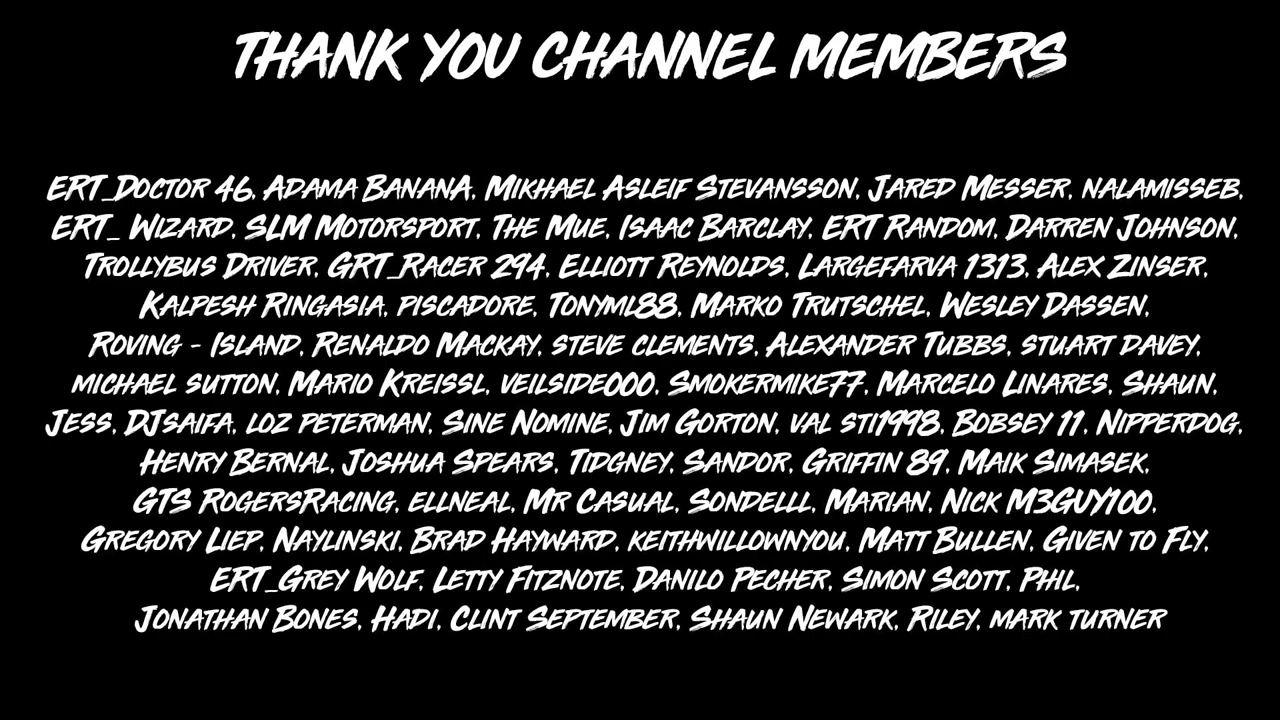 THANK YOU CHANNEL MEMBERS
ERT_Doctor 46, Adama BananA, Mikhael Asleif Stevansson, Jared Messer, nalamisseb,
ERT_ Wizard, SLM Motorsport, The Mue, Isaac Barclay, ERT Random, Darren Johnson,
Trollybus Driver, GRT_Racer 294, Elliott Reynolds, Largefarva 1313, Alex Zinser,
Kalpesh Ringasia, piscadore, Tonyml88, Marko Trutschel, Wesley Dassen,
Roving - Island, Renaldo Mackay, steve clements, Alexander Tubbs, stuart davey,
michael sutton, Mario Kreissl, veilside000, Smokermike77, Marcelo Linares, Shaun,
Jess, DJsaifa, loz peterman, Sine Nomine, Jim Gorton, val sti1998, Bobsey 11, Nipperdog,
Henry Bernal, Joshua Spears, Tidgney, Sandor, Griffin 89, Maik Simasek,
GTS RogersRacing, ellneal, Mr Casual, Sondelll, Marian, Nick M3GUY100,
Gregory Liep, Naylinski, Brad Hayward, keithwillownyou, Matt Bullen, Given to Fly,
ERT_Grey Wolf, Letty Fitznote, Danilo Pecher, Simon Scott, Phil,
Jonathan Bones, Hadi, Clint September, Shaun Newark, Riley, mark turner